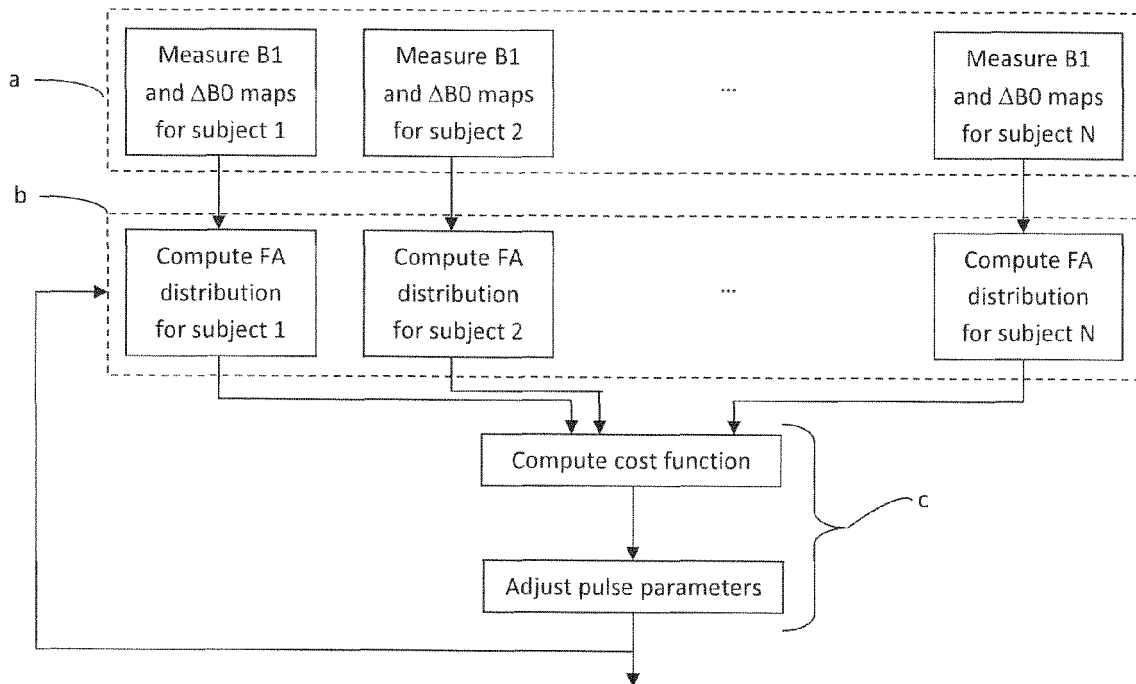 a
Measure B1
and ΔB0 maps
for subject 1
Measure B1
and ΔB0 maps
for subject 2
...
Measure B1
and ΔB0 maps
for subject N
b
Compute FA
distribution
for subject 1
Compute FA
distribution
for subject 2
...
Compute FA
distribution
for subject N
Compute cost function
c
Adjust pulse parameters